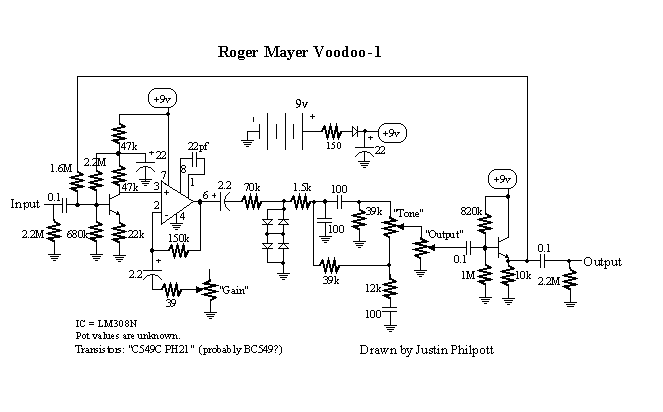 Roger Mayer Voodoo-1
+9v
9v
+
+9v
150
+
22
47k
22pf
1.6M
2.2M
+
22
47k
7
8
1
3
+
2
-
4
6
+
2.2
70k
1.5k
100
"Tone"
+9v
820k
Input
0.1
2.2M
680k
22k
150k
100
39k
"Output"
0.1
0.1
Output
1M
10k
2.2M
+
2.2
39
"Gain"
39k
12k
100
IC = LM308N
Pot values are unknown.
Transistors: "C549C PH21" (probably BC549?)
Drawn by Justin Philpott